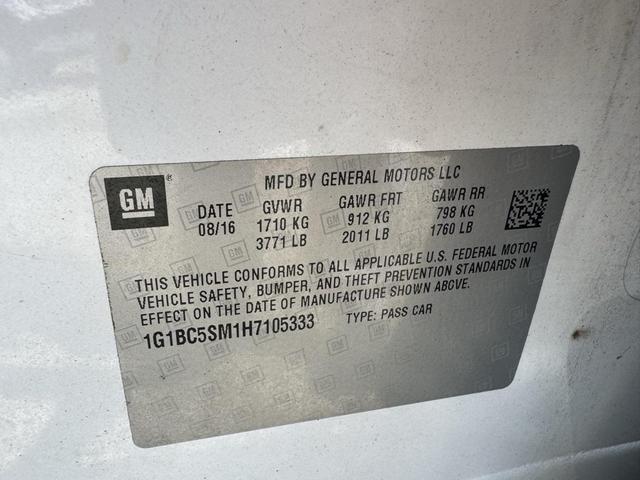 GM ®
MFD BY GENERAL MOTORS LLC
DATE GVWR GAWR FRT GAWR RR
08/16 1710 KG 912 KG 798 KG
3771 LB 2011 LB 1760 LB
THIS VEHICLE CONFORMS TO ALL APPLICABLE U.S. FEDERAL MOTOR
VEHICLE SAFETY, BUMPER, AND THEFT PREVENTION STANDARDS IN
EFFECT ON THE DATE OF MANUFACTURE SHOWN ABOVE.
1G1BC5SM1H7105333 TYPE: PASS CAR